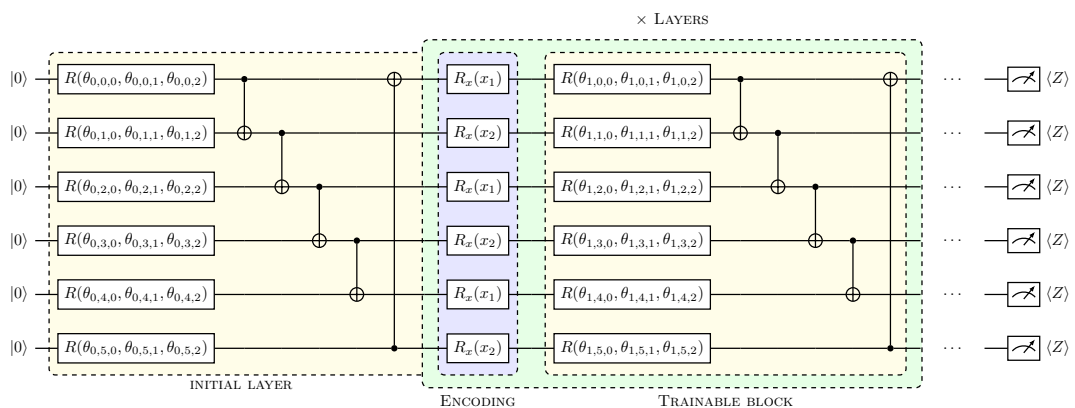 × Layers
|0⟩ R(θ0,0,0, θ0,0,1, θ0,0,2) Rx(x1) R(θ1,0,0, θ1,0,1, θ1,0,2) ··· ⟨Z⟩
|0⟩ R(θ0,1,0, θ0,1,1, θ0,1,2) Rx(x2) R(θ1,1,0, θ1,1,1, θ1,1,2) ··· ⟨Z⟩
|0⟩ R(θ0,2,0, θ0,2,1, θ0,2,2) Rx(x1) R(θ1,2,0, θ1,2,1, θ1,2,2) ··· ⟨Z⟩
|0⟩ R(θ0,3,0, θ0,3,1, θ0,3,2) Rx(x2) R(θ1,3,0, θ1,3,1, θ1,3,2) ··· ⟨Z⟩
|0⟩ R(θ0,4,0, θ0,4,1, θ0,4,2) Rx(x1) R(θ1,4,0, θ1,4,1, θ1,4,2) ··· ⟨Z⟩
|0⟩ R(θ0,5,0, θ0,5,1, θ0,5,2) Rx(x2) R(θ1,5,0, θ1,5,1, θ1,5,2) ··· ⟨Z⟩
initial layer
Encoding Trainable block